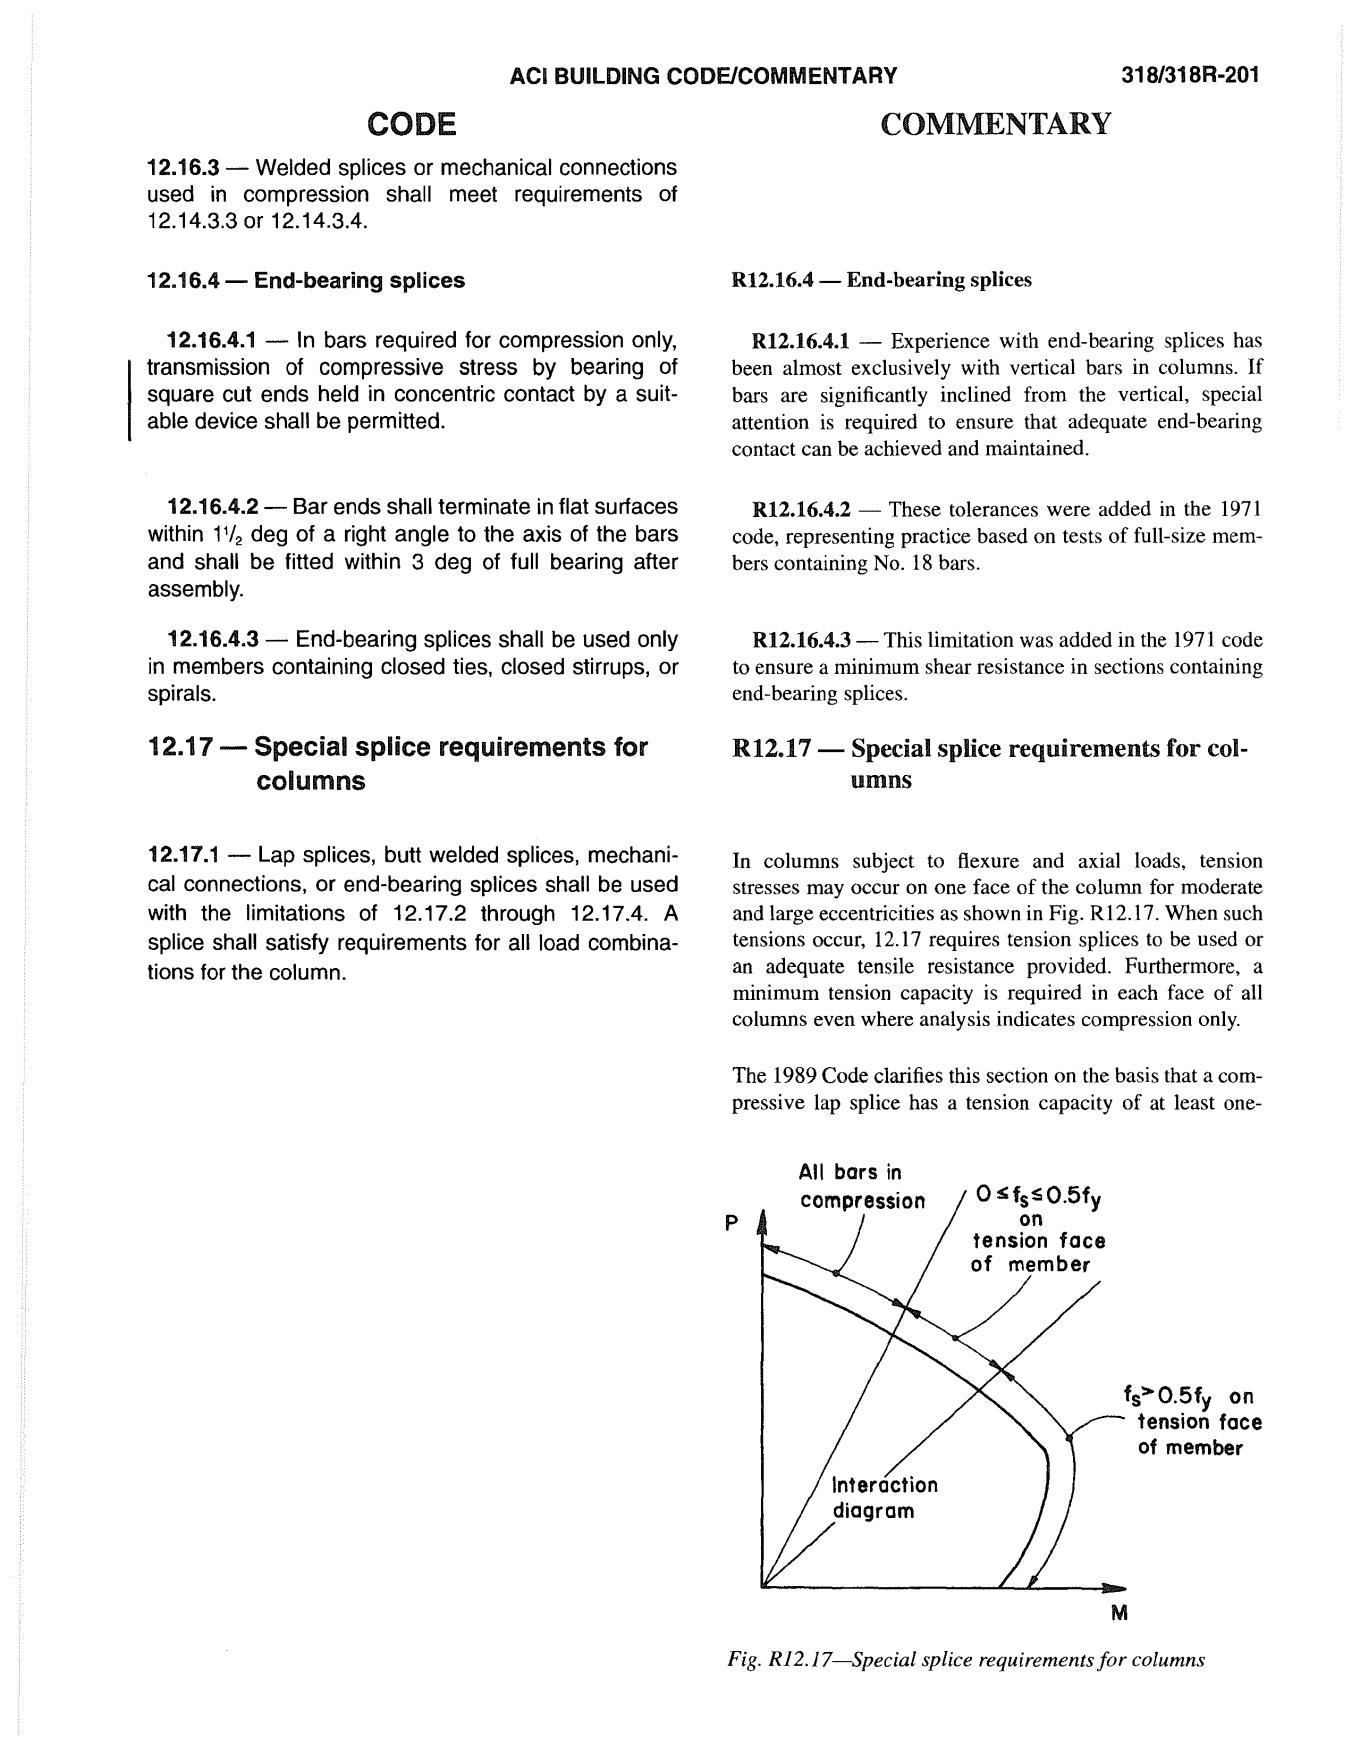 ACI BUILDING CODE/COMMENTARY
318/318R-201
CODE
12.16.3 — Welded splices or mechanical connections
used in compression shall meet requirements of
12.14.3.3 or 12.14.3.4.
12.16.4 — End-bearing splices
12.16.4.1 — In bars required for compression only,
transmission of compressive stress by bearing of
square cut ends held in concentric contact by a suit-
able device shall be permitted.
12.16.4.2 — Bar ends shall terminate in flat surfaces
within 1¹/₂ deg of a right angle to the axis of the bars
and shall be fitted within 3 deg of full bearing after
assembly.
12.16.4.3 — End-bearing splices shall be used only
in members containing closed ties, closed stirrups, or
spirals.
12.17 — Special splice requirements for
columns
12.17.1 — Lap splices, butt welded splices, mechani-
cal connections, or end-bearing splices shall be used
with the limitations of 12.17.2 through 12.17.4. A
splice shall satisfy requirements for all load combina-
tions for the column.
COMMENTARY
R12.16.4 — End-bearing splices
R12.16.4.1 — Experience with end-bearing splices has
been almost exclusively with vertical bars in columns. If
bars are significantly inclined from the vertical, special
attention is required to ensure that adequate end-bearing
contact can be achieved and maintained.
R12.16.4.2 — These tolerances were added in the 1971
code, representing practice based on tests of full-size mem-
bers containing No. 18 bars.
R12.16.4.3 — This limitation was added in the 1971 code
to ensure a minimum shear resistance in sections containing
end-bearing splices.
R12.17 — Special splice requirements for col-
umns
In columns subject to flexure and axial loads, tension
stresses may occur on one face of the column for moderate
and large eccentricities as shown in Fig. R12.17. When such
tensions occur, 12.17 requires tension splices to be used or
an adequate tensile resistance provided. Furthermore, a
minimum tension capacity is required in each face of all
columns even where analysis indicates compression only.
The 1989 Code clarifies this section on the basis that a com-
pressive lap splice has a tension capacity of at least one-
All bars in
compression
P
0 ≤ fs ≤ 0.5fy
on
tension face
of member
fs > 0.5fy on
tension face
of member
Interaction
diagram
M
Fig. R12.17—Special splice requirements for columns